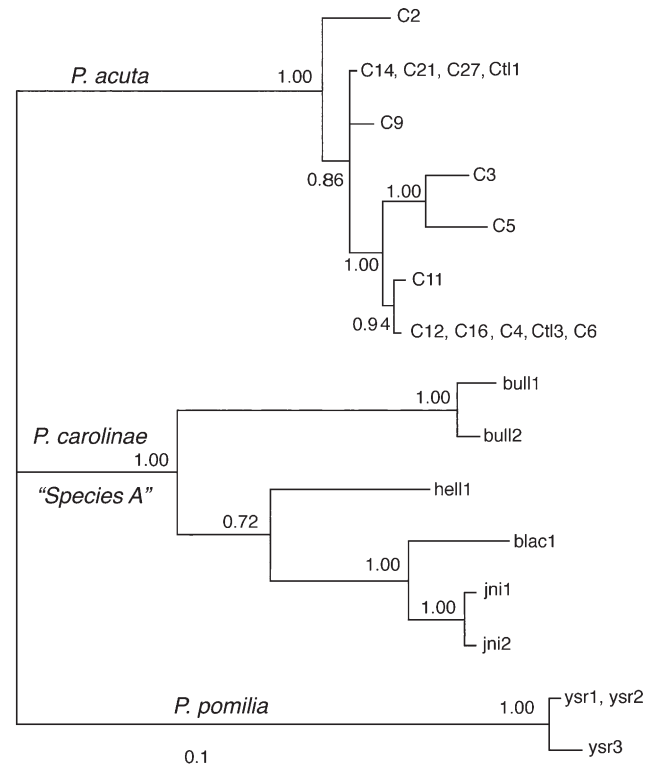 C2
P. acuta
1.00
C14, C21, C27, Ctl1
C9
0.86
C3
1.00
C5
1.00
C11
0.94
C12, C16, C4, Ctl3, C6
bull1
1.00
P. carolinae
bull2
1.00
"Species A"
hell1
0.72
blac1
1.00
jni1
1.00
jni2
P. pomilia
1.00
ysr1, ysr2
ysr3
0.1